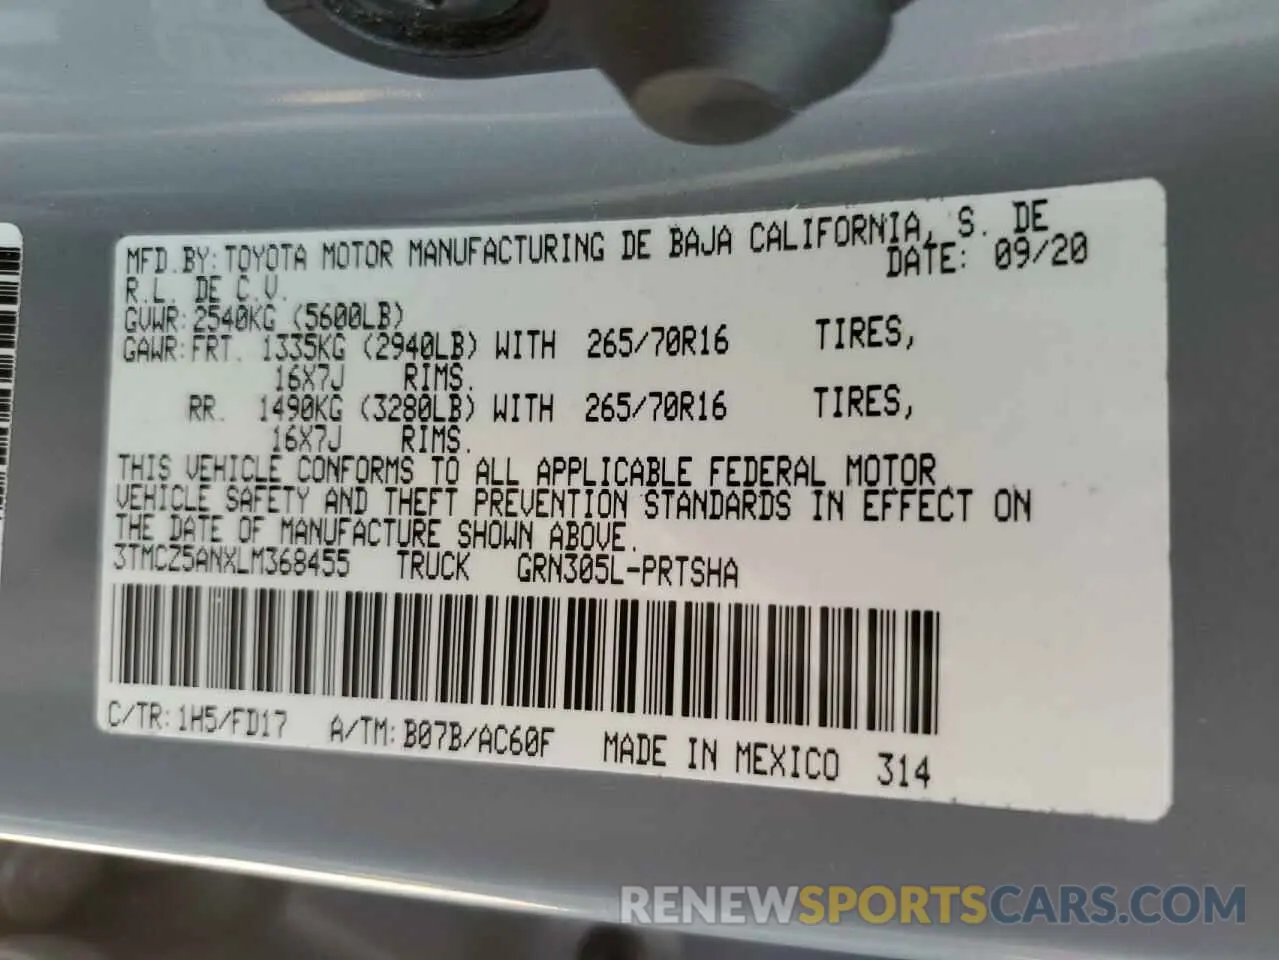 MFD.BY: TOYOTA MOTOR MANUFACTURING DE BAJA CALIFORNIA, S. DE
R.L. DE C.V. DATE: 09/20
GVWR: 2540KG (5600LB)
GAWR: FRT. 1335KG (2940LB) WITH 265/70R16 TIRES,
16X7J RIMS.
RR. 1490KG (3280LB) WITH 265/70R16 TIRES,
16X7J RIMS.
THIS VEHICLE CONFORMS TO ALL APPLICABLE FEDERAL MOTOR
VEHICLE SAFETY AND THEFT PREVENTION STANDARDS IN EFFECT ON
THE DATE OF MANUFACTURE SHOWN ABOVE.
3TMCZ5ANXLM368455 TRUCK GRN305L-PRTSHA
C/TR: 1H5/FD17 A/TM: B07B/AC60F MADE IN MEXICO 314
RENEWSPORTSCARS.COM